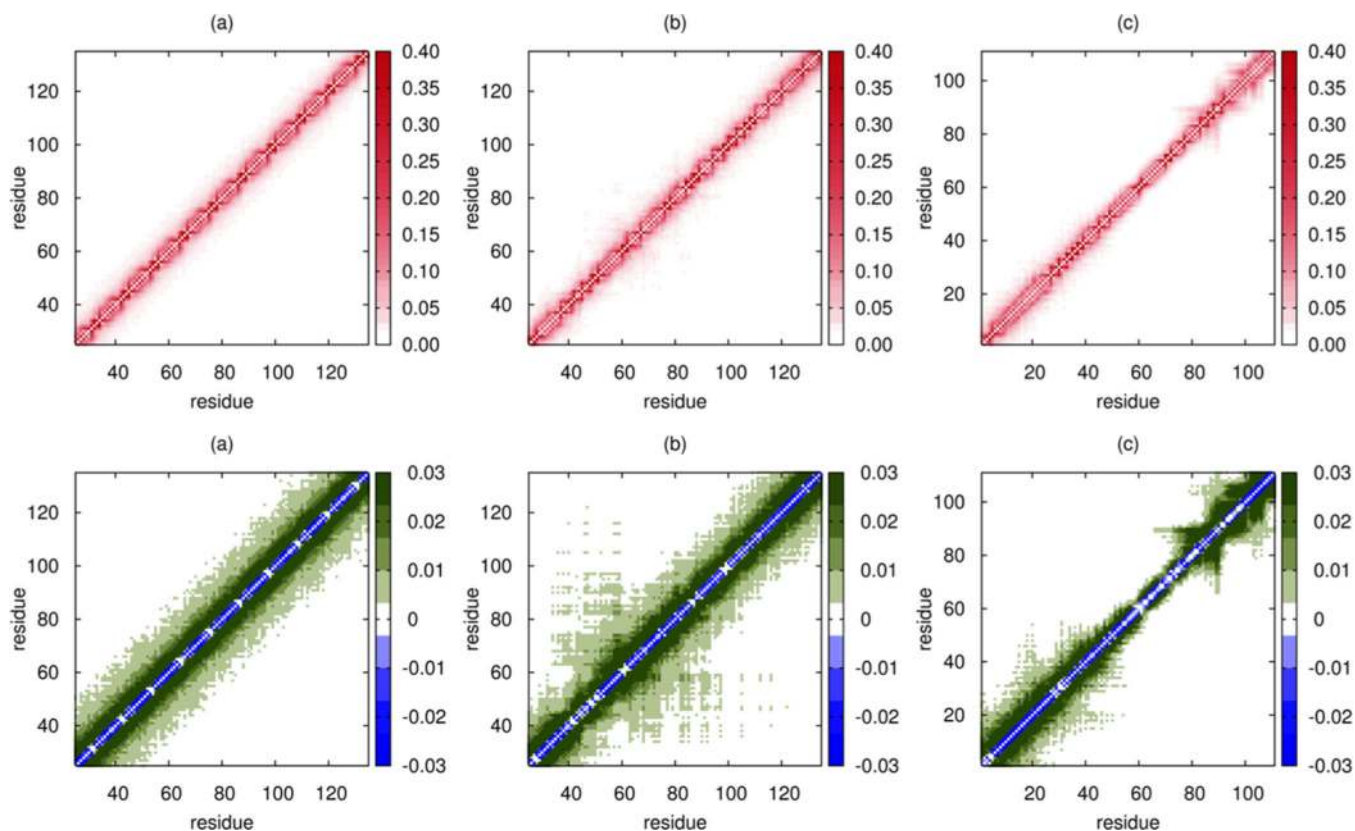 (a) (b) (c)
0.40 0.40 0.40
120 0.35 120 0.35 100 0.35
0.30 0.30 0.30
100 0.25 100 0.25 80 0.25
residue 80 0.20 residue 80 0.20 residue 60 0.20
0.15 0.15 0.15
60 0.10 60 0.10 40 0.10
40 0.05 40 0.05 20 0.05
0.00 0.00 0.00
40 60 80 100 120 40 60 80 100 120 20 40 60 80 100
residue residue residue
(a) (b) (c)
0.03 0.03 0.03
120 0.02 120 0.02 100 0.02
100 0.01 100 0.01 80 0.01
residue 80 0 residue 80 0 residue 60 0
60 -0.01 60 -0.01 40 -0.01
40 -0.02 40 -0.02 20 -0.02
-0.03 -0.03 -0.03
40 60 80 100 120 40 60 80 100 120 20 40 60 80 100
residue residue residue